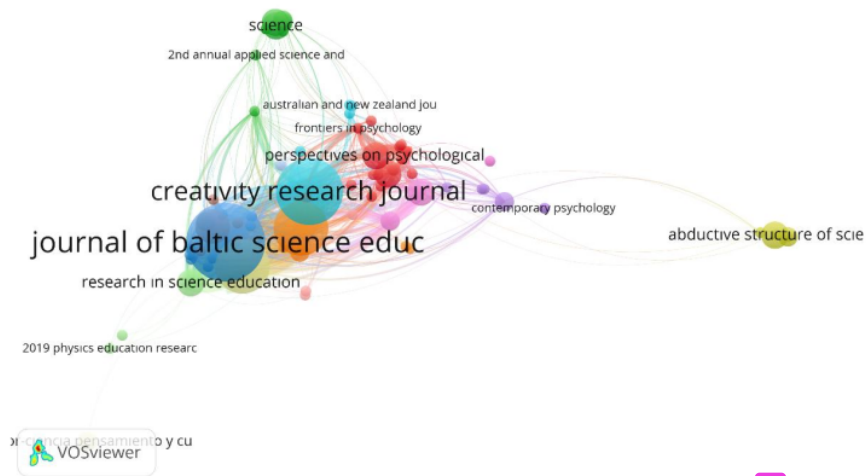 science
2nd annual applied science and
australian and new zealand jou
frontiers in psychology
perspectives on psychological
creativity research journal
contemporary psychology
journal of baltic science educ
abductive structure of scie
research in science education
2019 physics education researc
or-ciencia pensamiento y cu
VOSviewer